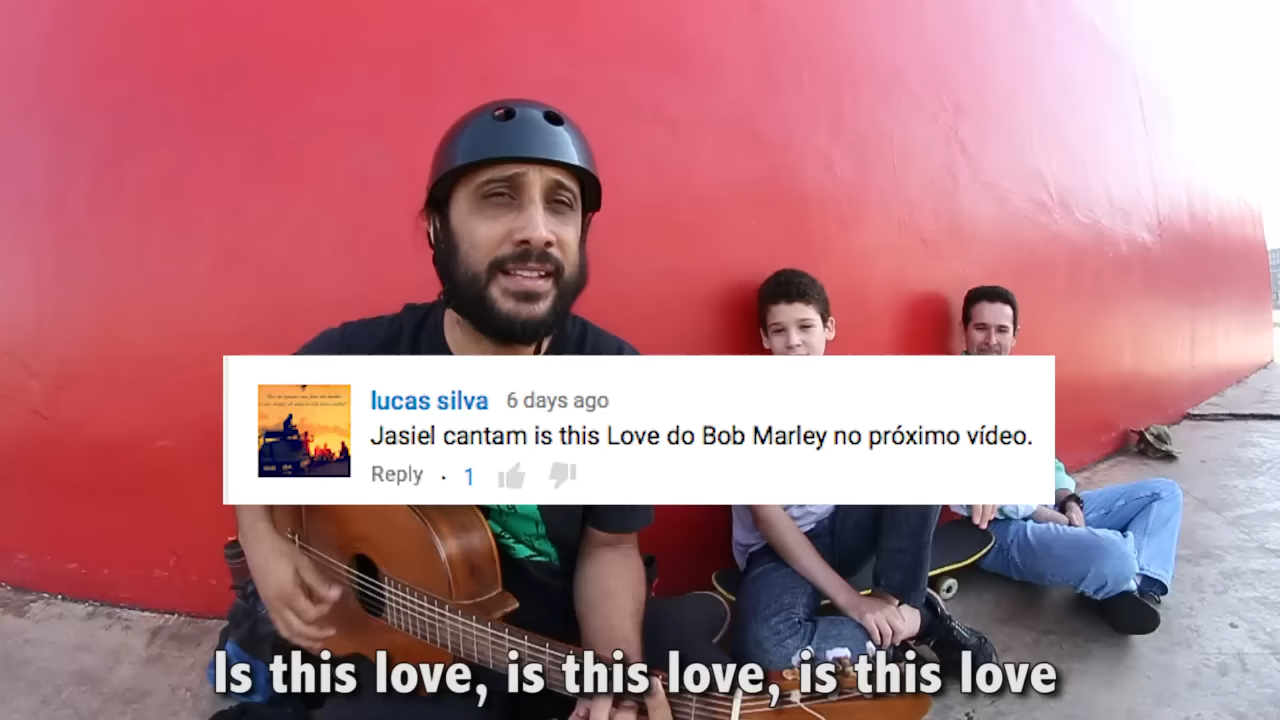 lucas silva 6 days ago
Jasiel cantam is this Love do Bob Marley no próximo vídeo.
Reply · 1
Is this love, is this love, is this love